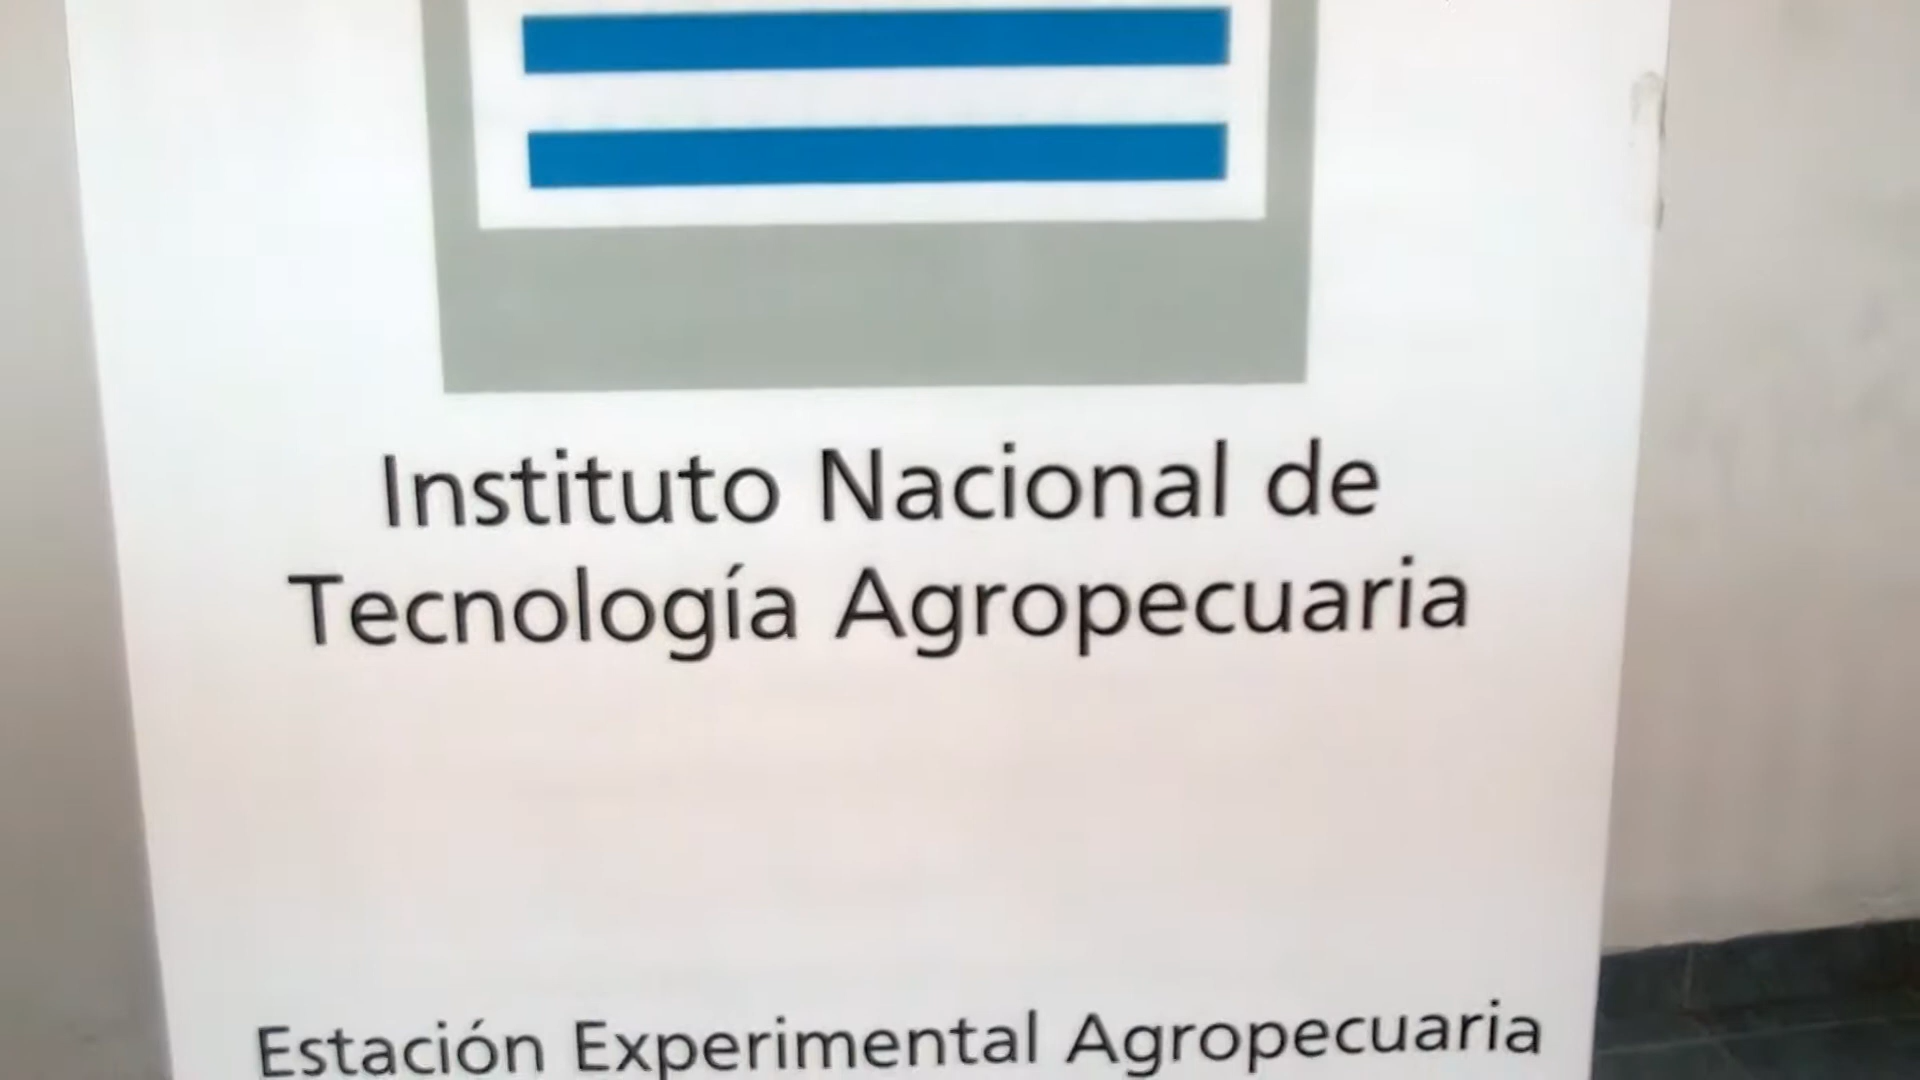 Instituto Nacional de
Tecnología Agropecuaria
Estación Experimental Agropecuaria